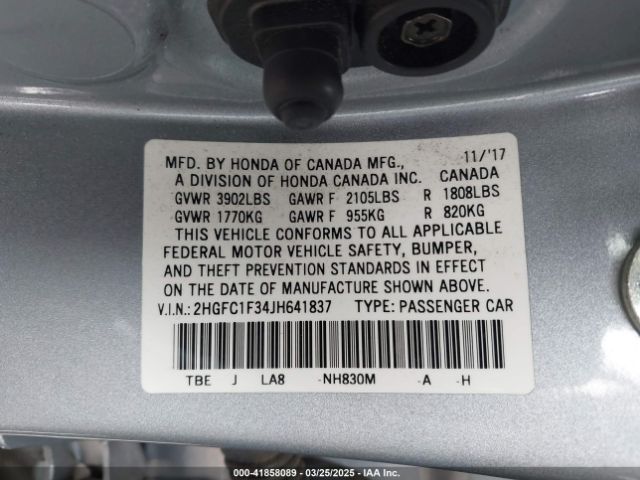 MFD. BY HONDA OF CANADA MFG., 11/'17
A DIVISION OF HONDA CANADA INC. CANADA
GVWR 3902LBS GAWR F 2105LBS R 1808LBS
GVWR 1770KG GAWR F 955KG R 820KG
THIS VEHICLE CONFORMS TO ALL APPLICABLE
FEDERAL MOTOR VEHICLE SAFETY, BUMPER,
AND THEFT PREVENTION STANDARDS IN EFFECT
ON THE DATE OF MANUFACTURE SHOWN ABOVE.
V.I.N.:2HGFC1F34JH641837 TYPE: PASSENGER CAR
TBE J LA8 -NH830M -A -H
000-41858089 — 03/25/2025 — IAAI.COM